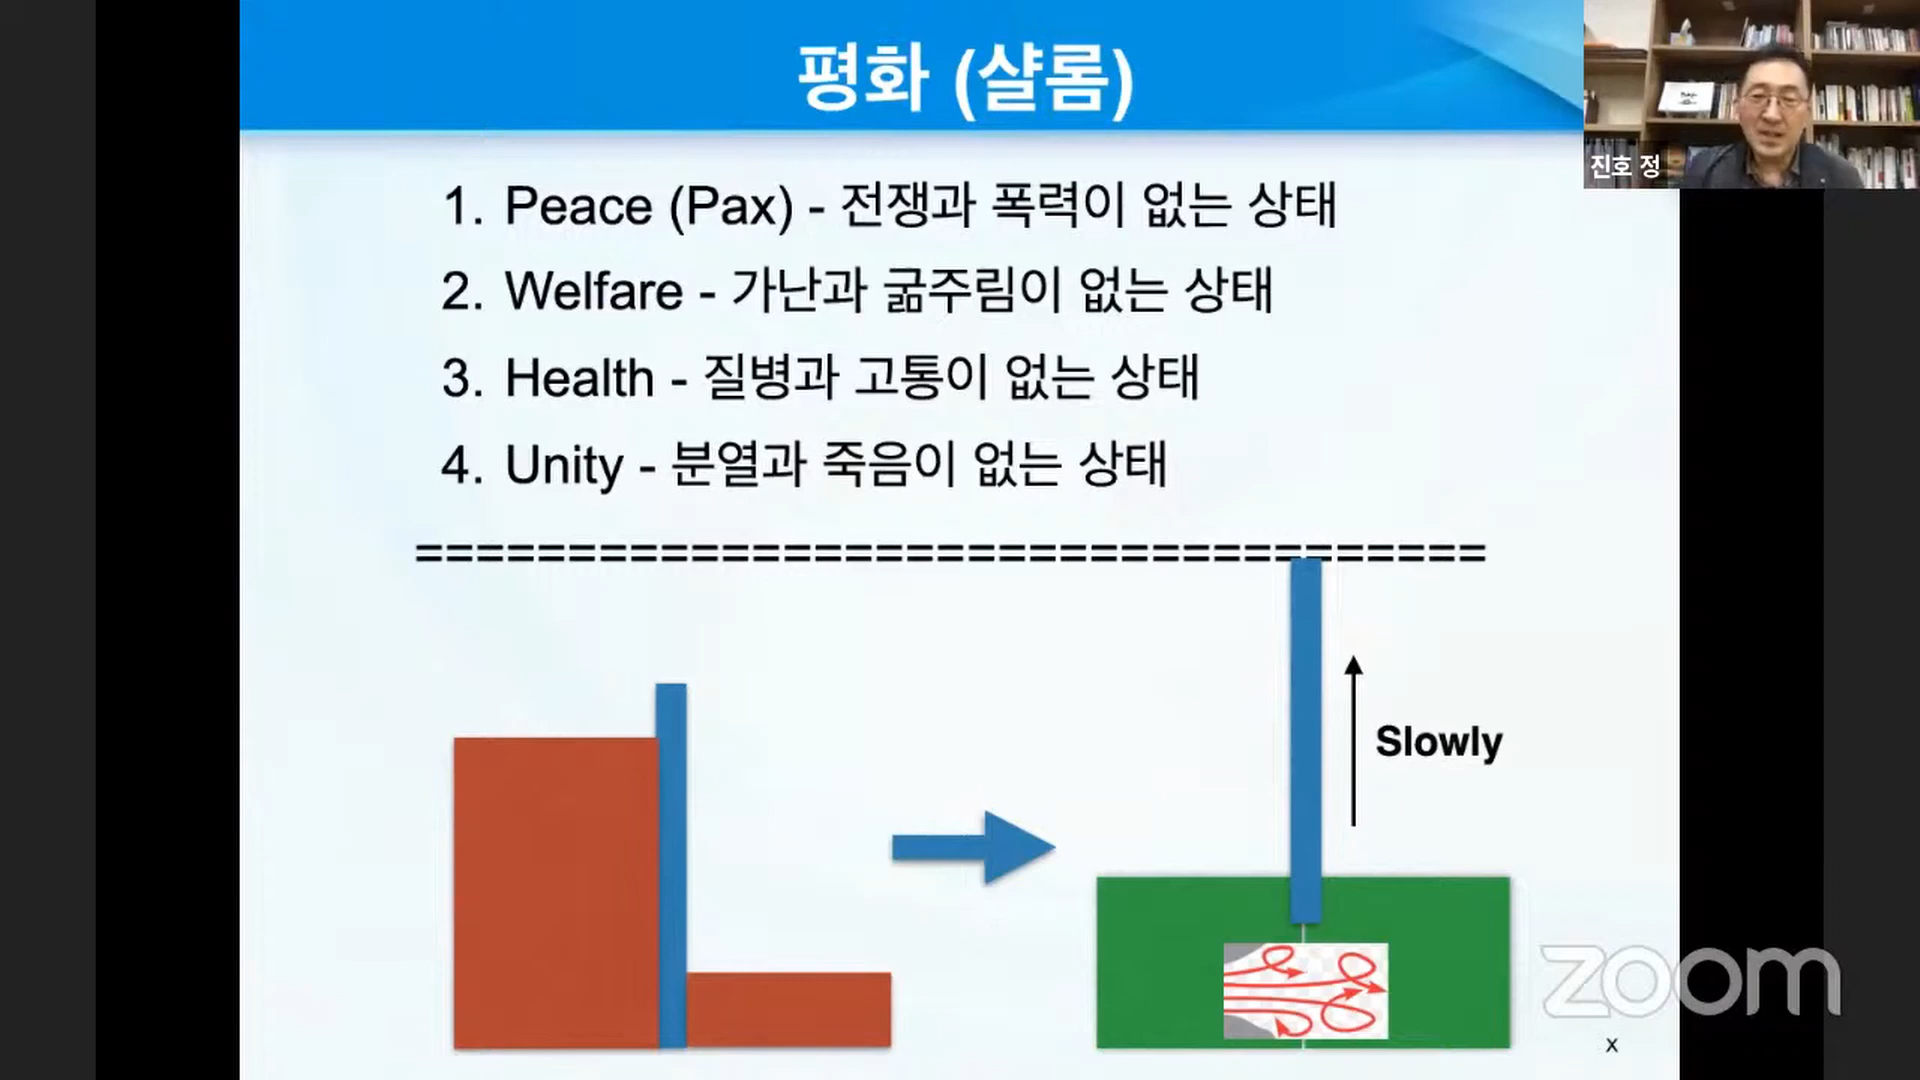 평화 (샬롬)
진호 정
1. Peace (Pax) - 전쟁과 폭력이 없는 상태
2. Welfare - 가난과 굶주림이 없는 상태
3. Health - 질병과 고통이 없는 상태
4. Unity - 분열과 죽음이 없는 상태
===================================
Slowly
zoom
x